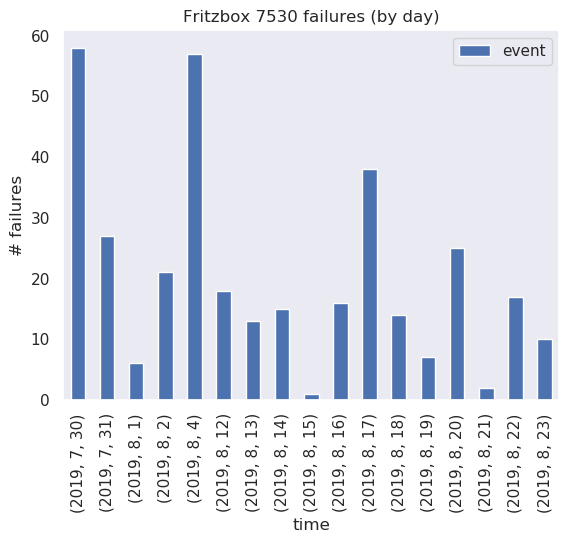 Fritzbox 7530 failures (by day)
event
# failures
60
50
40
30
20
10
0
(2019, 7, 30)
(2019, 7, 31)
(2019, 8, 1)
(2019, 8, 2)
(2019, 8, 4)
(2019, 8, 12)
(2019, 8, 13)
(2019, 8, 14)
(2019, 8, 15)
(2019, 8, 16)
(2019, 8, 17)
(2019, 8, 18)
(2019, 8, 19)
(2019, 8, 20)
(2019, 8, 21)
(2019, 8, 22)
(2019, 8, 23)
time